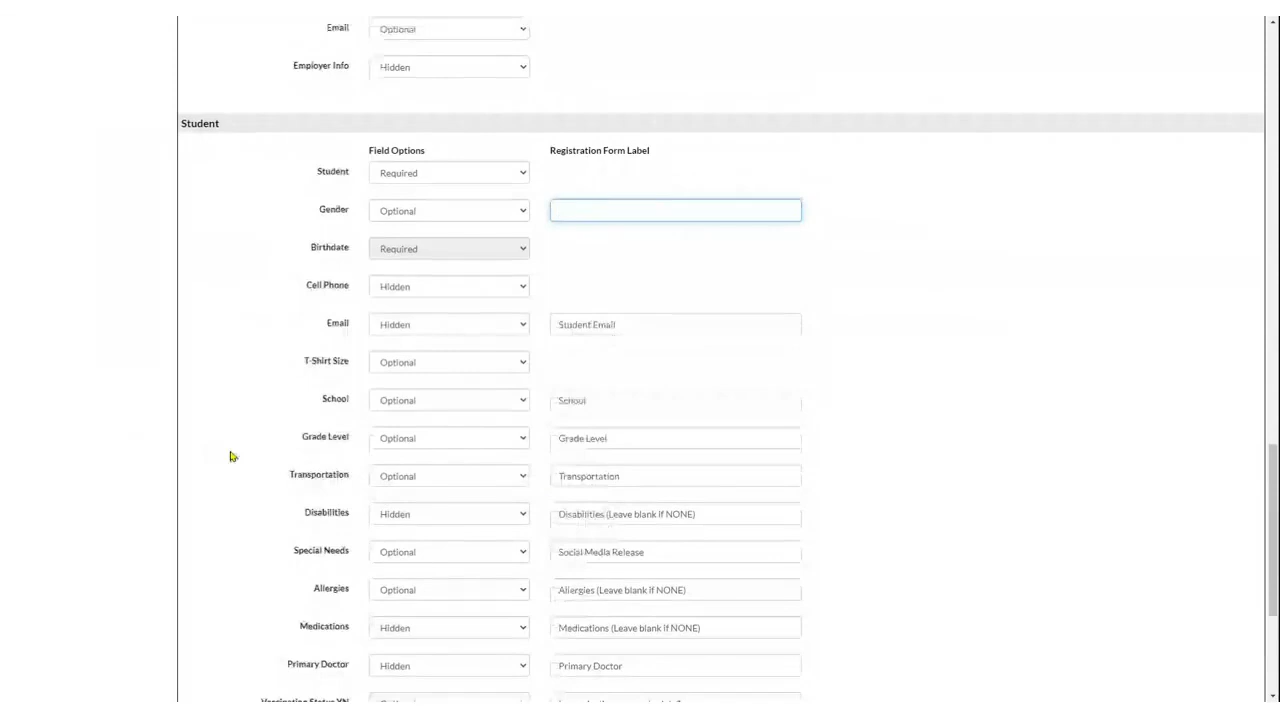 Email Optional
Employer Info Hidden
Student
Field Options Registration Form Label
Student Required
Gender Optional
Birthdate Required
Cell Phone Hidden
Email Hidden Student Email
T-Shirt Size Optional
School Optional School
Grade Level Optional Grade Level
Transportation Optional Transportation
Disabilities Hidden Disabilities (Leave blank if NONE)
Special Needs Optional Social Media Release
Allergies Optional Allergies (Leave blank if NONE)
Medications Hidden Medications (Leave blank if NONE)
Primary Doctor Hidden Primary Doctor
Vaccination Status YN